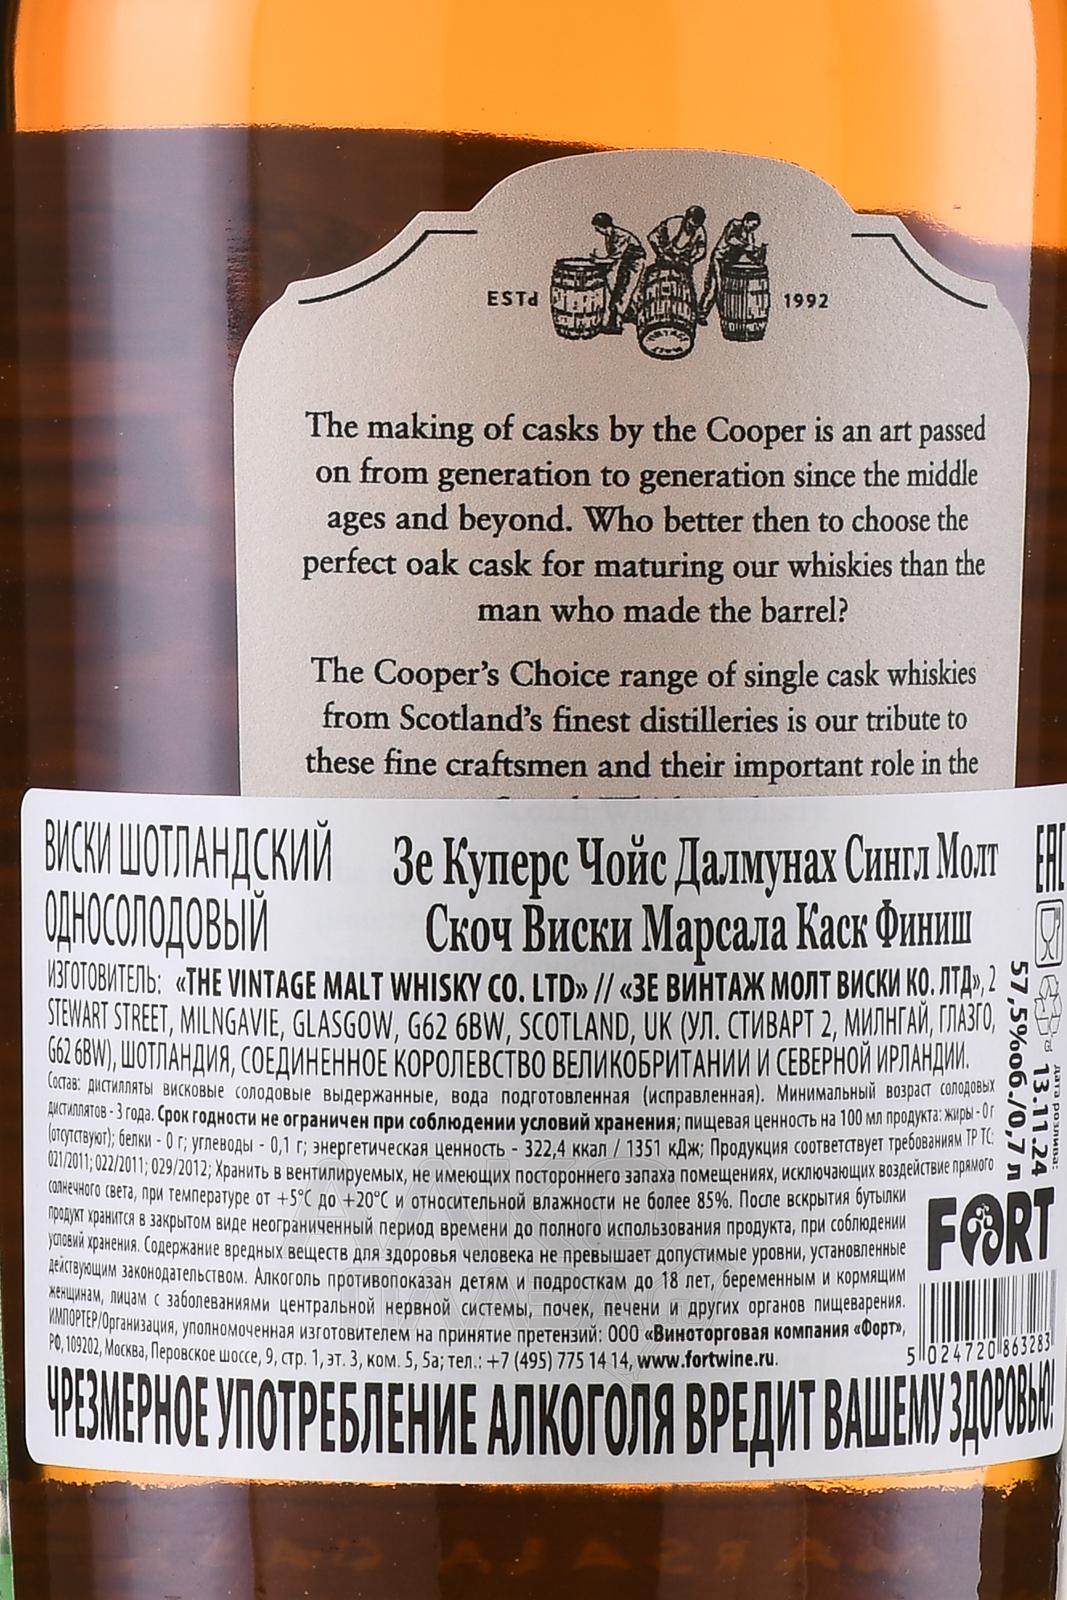 ESTd 1992
The making of casks by the Cooper is an art passed
on from generation to generation since the middle
ages and beyond. Who better then to choose the
perfect oak cask for maturing our whiskies than the
man who made the barrel?
The Cooper's Choice range of single cask whiskies
from Scotland's finest distilleries is our tribute to
these fine craftsmen and their important role in the
ВИСКИ ШОТЛАНДСКИЙ
ОДНОСОЛОДОВЫЙ
Зе Куперс Чойс Далмунах Сингл Молт
Скоч Виски Марсала Каск Финиш
ИЗГОТОВИТЕЛЬ: «THE VINTAGE MALT WHISKY CO. LTD» // «ЗЕ ВИНТАЖ МОЛТ ВИСКИ КО. ЛТД», 2
STEWART STREET, MILNGAVIE, GLASGOW, G62 6BW, SCOTLAND, UK (УЛ. СТИВАРТ 2, МИЛНГАЙ, ГЛАЗГО,
G62 6BW), ШОТЛАНДИЯ, СОЕДИНЕННОЕ КОРОЛЕВСТВО ВЕЛИКОБРИТАНИИ И СЕВЕРНОЙ ИРЛАНДИИ.
Состав: дистилляты висковые солодовые выдержанные, вода подготовленная (исправленная). Минимальный возраст солодовых
дистиллятов - 3 года. Срок годности не ограничен при соблюдении условий хранения; пищевая ценность на 100 мл продукта: жиры - 0 г
(отсутствуют); белки - 0 г; углеводы - 0,1 г; энергетическая ценность - 322,4 ккал / 1351 кДж; Продукция соответствует требованиям ТР ТС:
021/2011; 022/2011; 029/2012; Хранить в вентилируемых, не имеющих постороннего запаха помещениях, исключающих воздействие прямого
солнечного света, при температуре от +5°С до +20°С и относительной влажности не более 85%. После вскрытия бутылки
продукт хранится в закрытом виде неограниченный период времени до полного использования продукта, при соблюдении
условий хранения. Содержание вредных веществ для здоровья человека не превышает допустимые уровни, установленные
действующим законодательством. Алкоголь противопоказан детям и подросткам до 18 лет, беременным и кормящим
женщинам, лицам с заболеваниями центральной нервной системы, почек, печени и других органов пищеварения.
ИМПОРТЕР/Организация, уполномоченная изготовителем на принятие претензий: ООО «Виноторговая компания «Форт»,
РФ, 109202, Москва, Перовское шоссе, 9, стр. 1, эт. 3, ком. 5, 5а; тел.: +7 (495) 775 14 14, www.fortwine.ru.
ЧРЕЗМЕРНОЕ УПОТРЕБЛЕНИЕ АЛКОГОЛЯ ВРЕДИТ ВАШЕМУ ЗДОРОВЬЮ!
ЕАС
57,5%об./0,7 л
дата розлива:
13.11.24
FORT
5 024720 863283